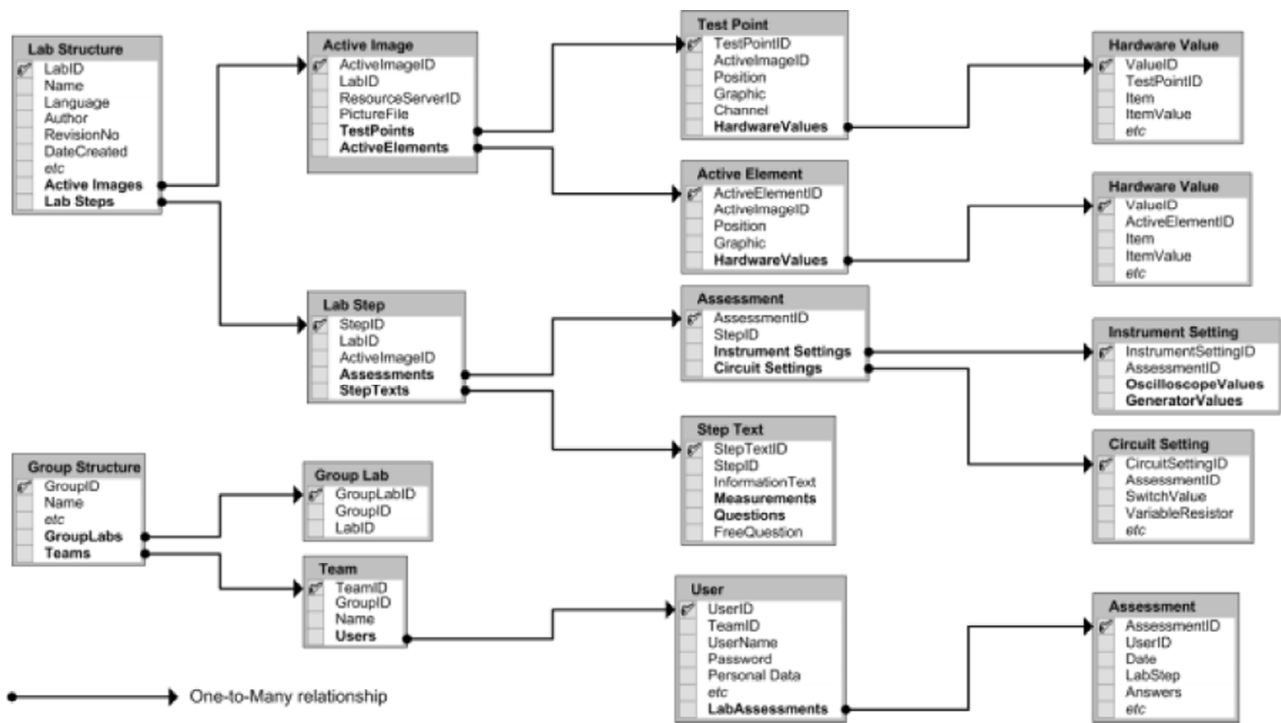 Lab Structure
LabID
Name
Language
Author
RevisionNo
DateCreated
etc
Active Images
Lab Steps
Active Image
ActiveImageID
LabID
ResourceServerID
PictureFile
TestPoints
ActiveElements
Test Point
TestPointID
ActiveImageID
Position
Graphic
Channel
HardwareValues
Hardware Value
ValueID
TestPointID
Item
ItemValue
etc
Active Element
ActiveElementID
ActiveImageID
Position
Graphic
HardwareValues
Hardware Value
ValueID
ActiveElementID
Item
ItemValue
etc
Lab Step
StepID
LabID
ActiveImageID
Assessments
StepTexts
Assessment
AssessmentID
StepID
Instrument Settings
Circuit Settings
Instrument Setting
InstrumentSettingID
AssessmentID
OscilloscopeValues
GeneratorValues
Step Text
StepTextID
StepID
InformationText
Measurements
Questions
FreeQuestion
Circuit Setting
CircuitSettingID
AssessmentID
SwitchValue
VariableResistor
etc
Group Structure
GroupID
Name
etc
GroupLabs
Teams
Group Lab
GroupLabID
GroupID
LabID
Team
TeamID
GroupID
Name
Users
User
UserID
TeamID
UserName
Password
Personal Data
etc
LabAssessments
Assessment
AssessmentID
UserID
Date
LabStep
Answers
etc
One-to-Many relationship